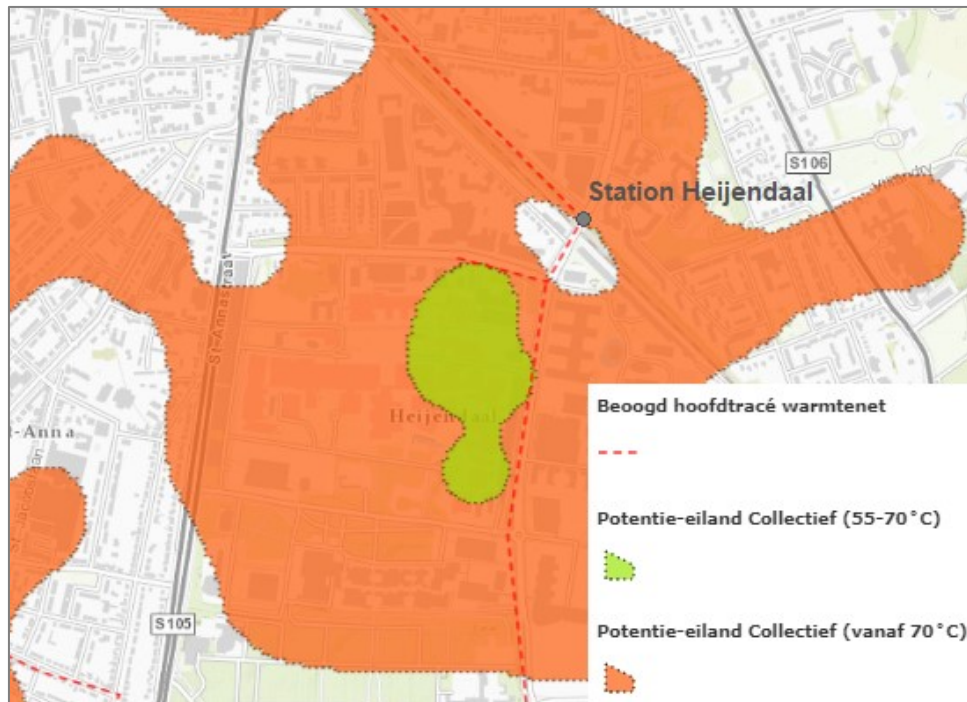 S106
Station Heijendaal
St-Annastraat
Heijendaal
t-Anna
S105
Beoogd hoofdtracé warmtenet
Potentie-eiland Collectief (55-70°C)
Potentie-eiland Collectief (vanaf 70°C)